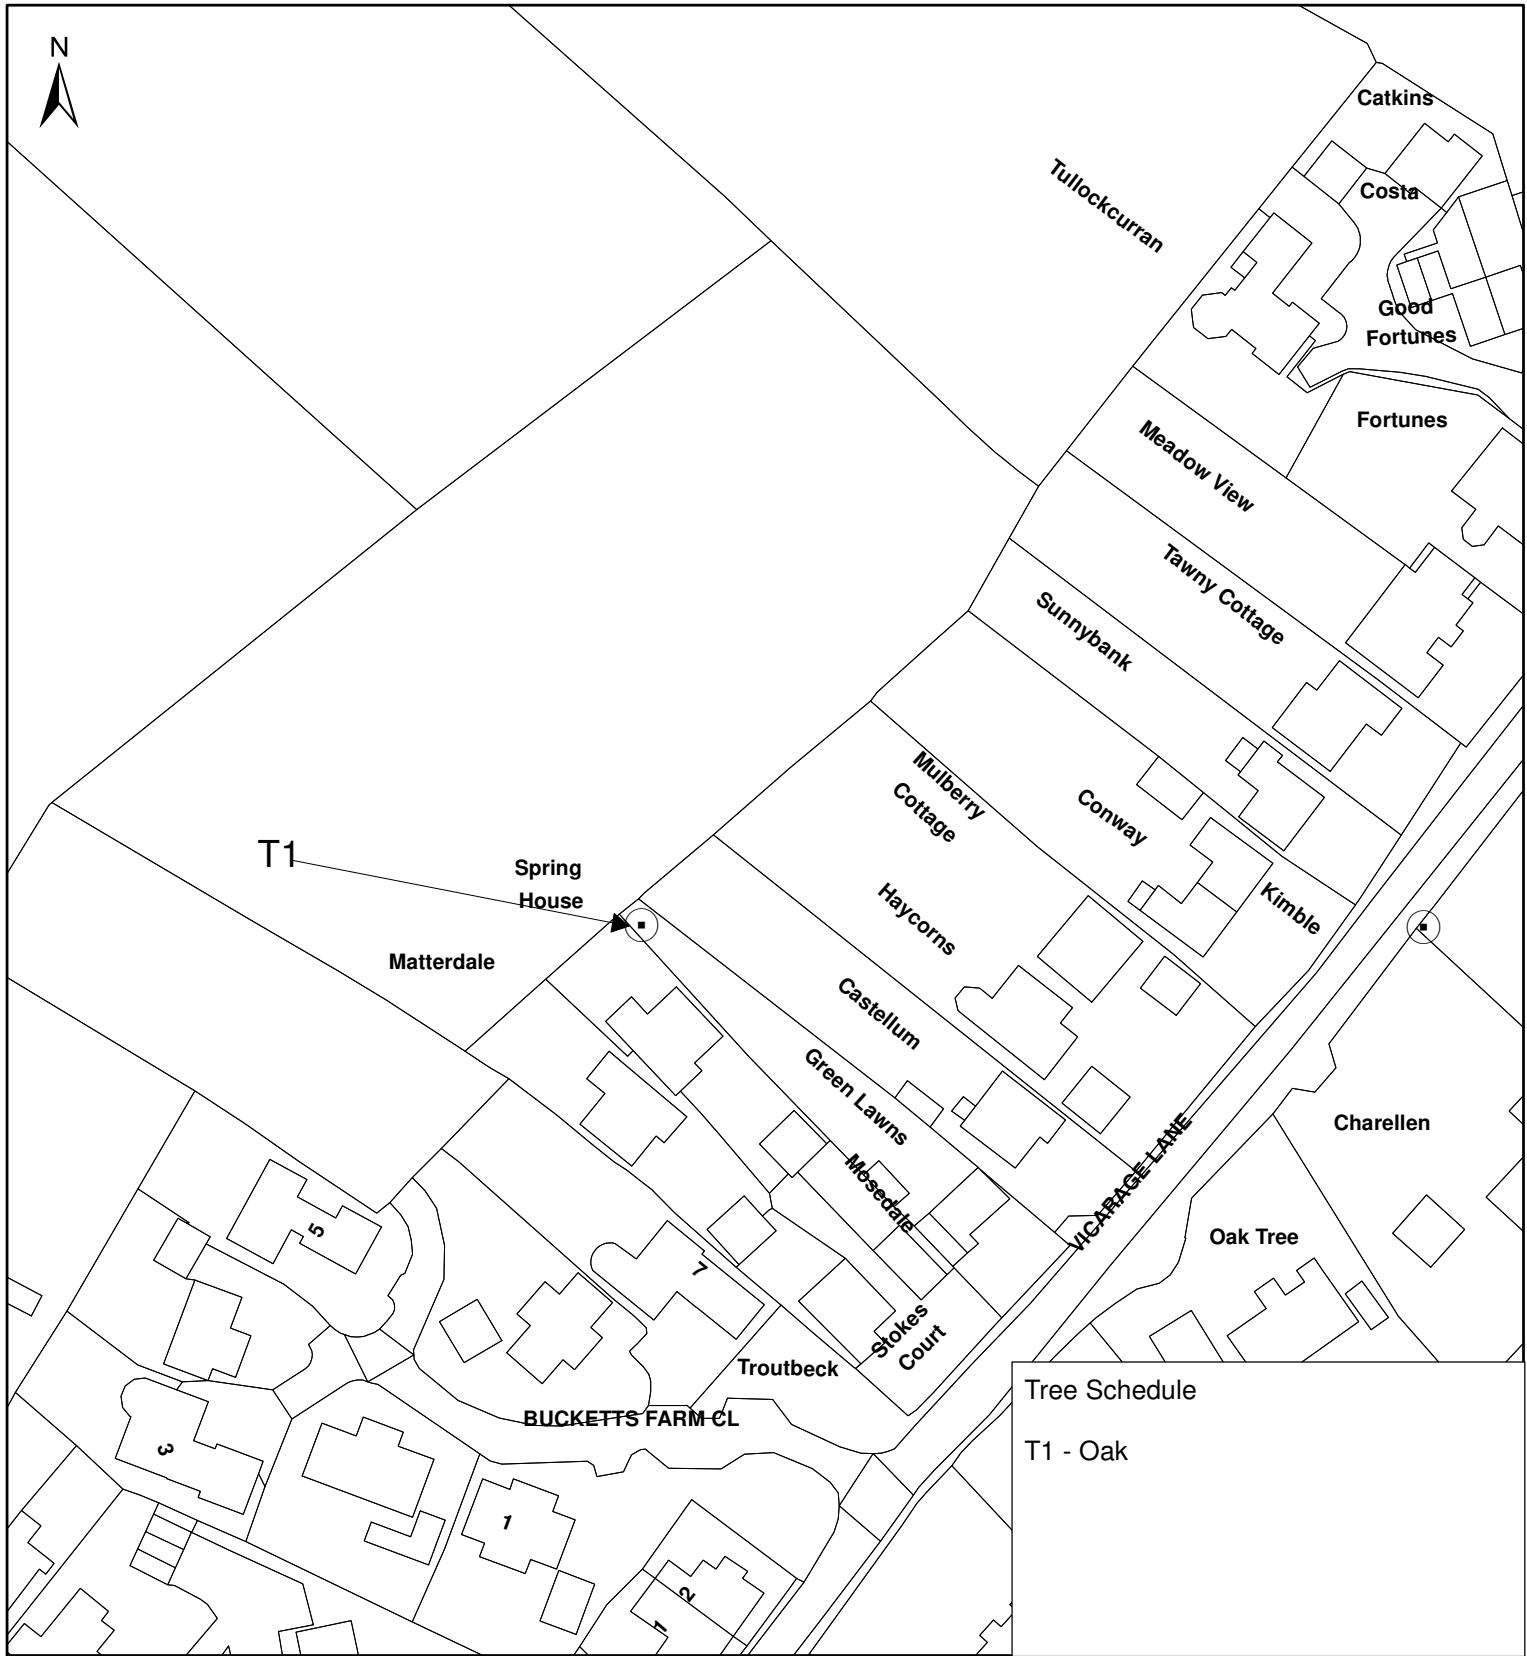 N
Catkins
Costa
Tullockcurran
Good
Fortunes
Fortunes
Meadow View
Tawny Cottage
Sunnybank
Mulberry
Cottage
Conway
Kimble
T1
Spring
House
Haycorns
Matterdale
Castellum
Green Lawns
Mosedale
VICARAGE LANE
Charellen
Oak Tree
5
7
Stokes
Court
Troutbeck
BUCKETTS FARM CL
3
1
2
1
Tree Schedule
T1 - Oak